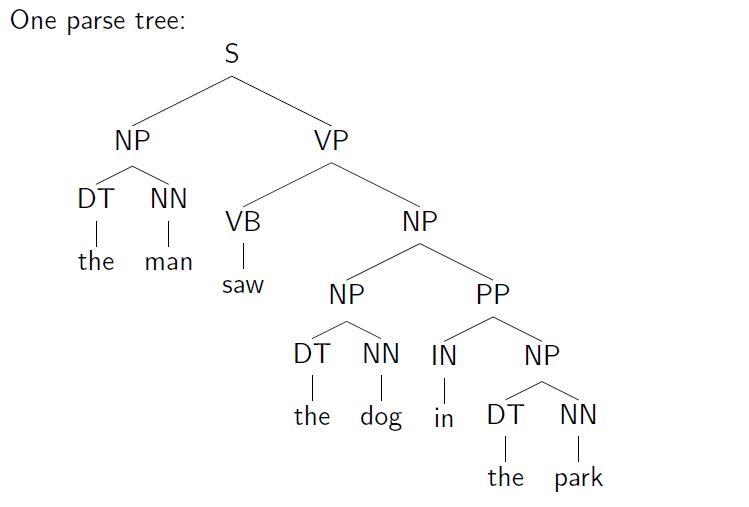 One parse tree:
S
NP VP
DT NN
VB NP
the man
saw
NP PP
DT NN IN NP
the dog in DT NN
the park